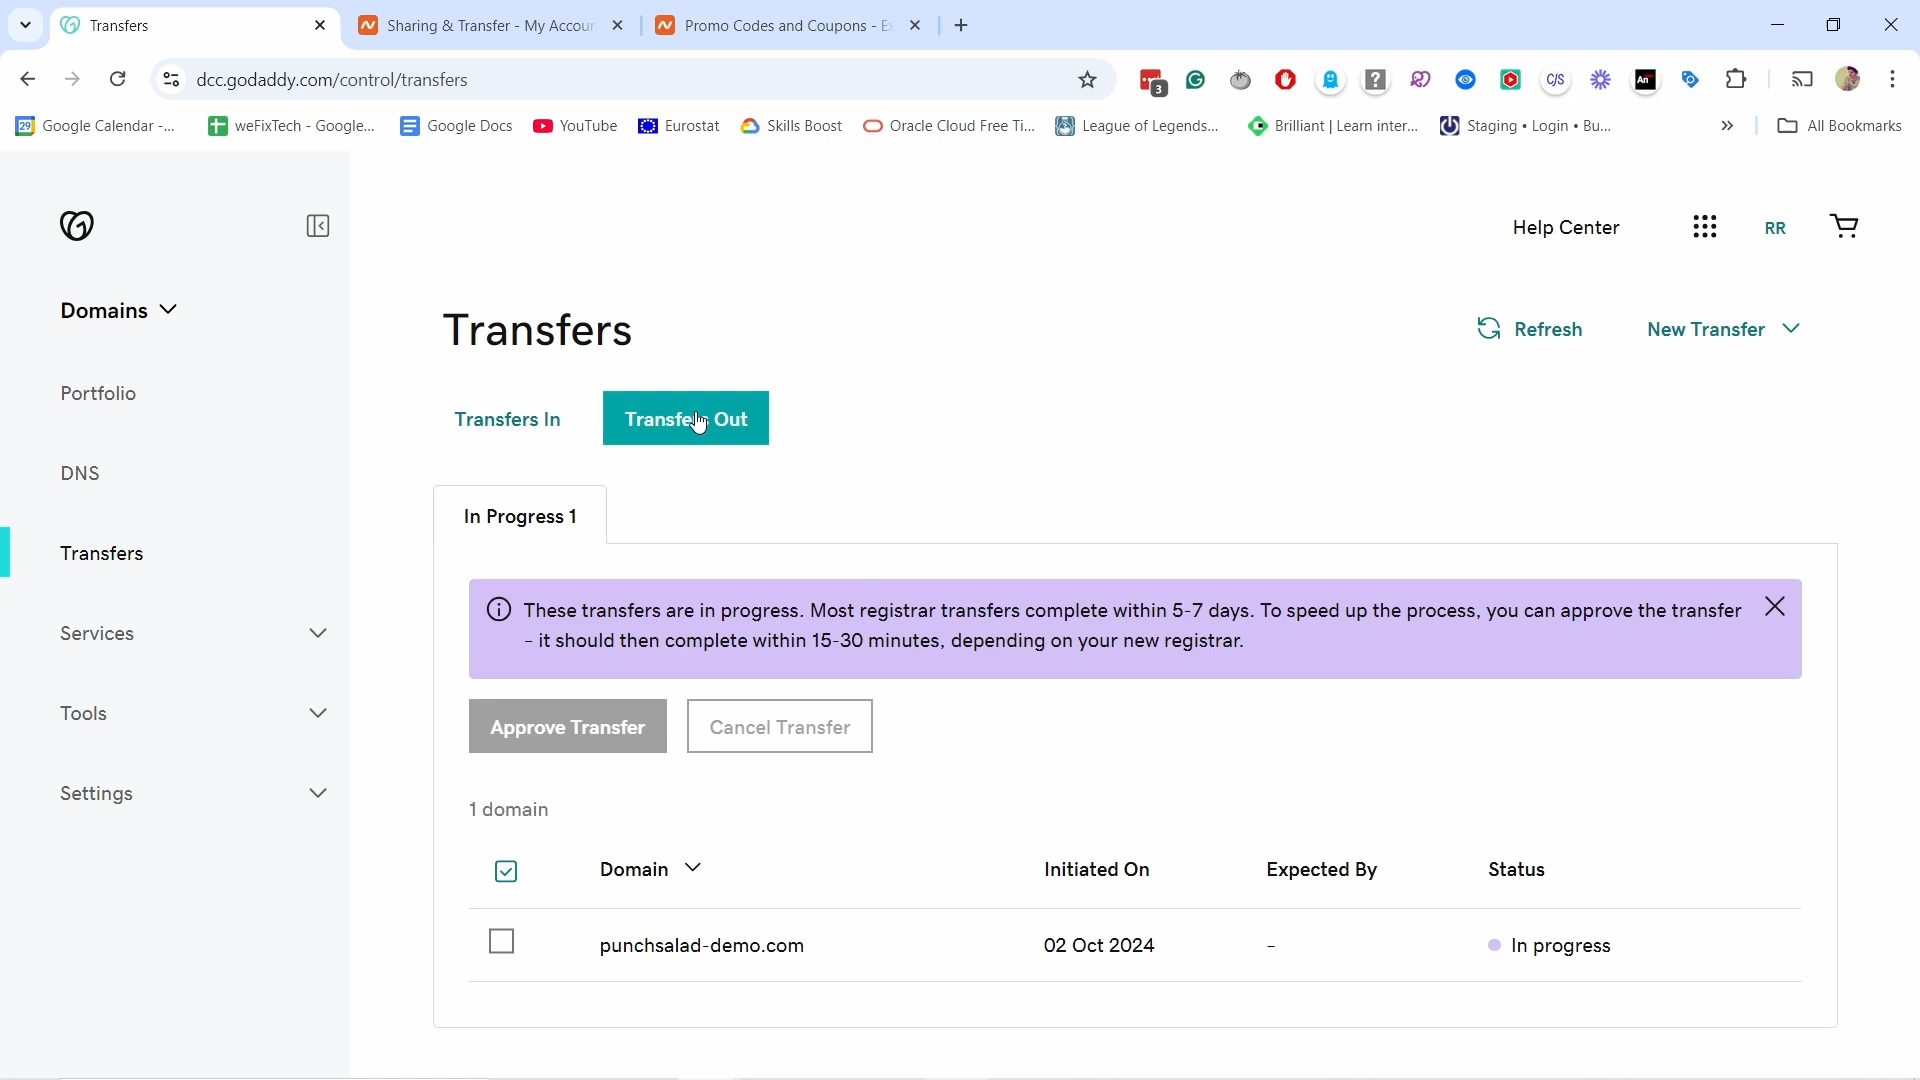 Transfers
Sharing & Transfer - My Accoun
Promo Codes and Coupons - E
dcc.godaddy.com/control/transfers
3
C/S
An
29
Google Calendar -...
weFixTech - Google...
Google Docs
YouTube
Eurostat
Skills Boost
Oracle Cloud Free Ti...
League of Legends...
Brilliant | Learn inter...
Staging • Login • Bu...
All Bookmarks
Help Center
RR
Domains
Portfolio
DNS
Transfers
Services
Tools
Settings
Transfers
Refresh
New Transfer
Transfers In
Transfers Out
In Progress 1
These transfers are in progress. Most registrar transfers complete within 5-7 days. To speed up the process, you can approve the transfer
- it should then complete within 15-30 minutes, depending on your new registrar.
Approve Transfer
Cancel Transfer
1 domain
Domain
Initiated On
Expected By
Status
punchsalad-demo.com
02 Oct 2024
-
In progress